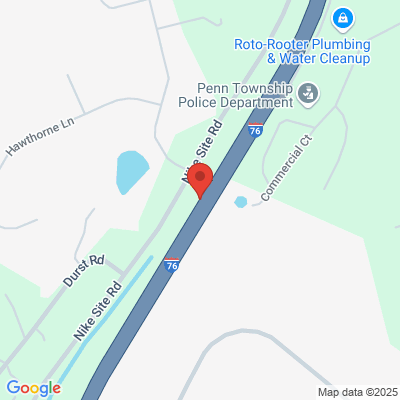 Roto-Rooter Plumbing
& Water Cleanup
Penn Township
Police Department
76
Nike Site Rd
Hawthorne Ln
Commercial Ct
Durst Rd
76
Nike Site Rd
Google
Map data ©2025